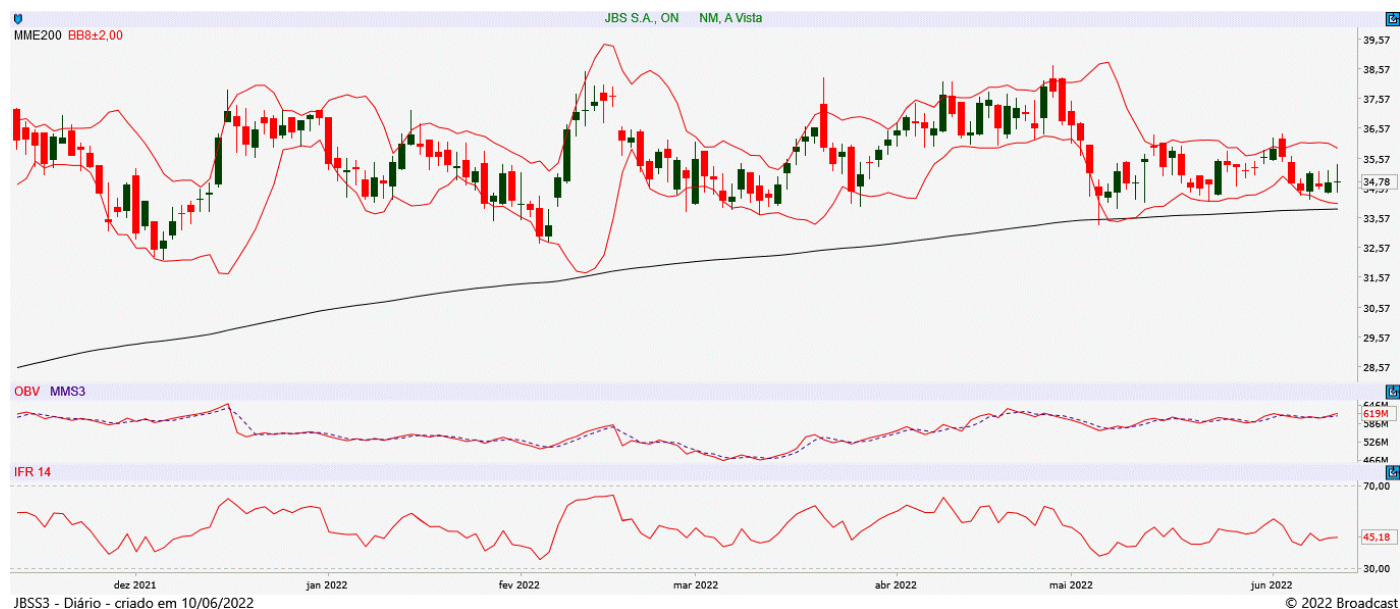 JBS S.A., ON NM, A Vista
MME200 BB8±2,00
39,57
38,57
37,57
36,57
35,57
34,78
33,57
32,57
31,57
30,57
29,57
28,57
OBV MMS3
646M
619M
586M
526M
466M
IFR 14
70,00
45,18
30,00
dez 2021 jan 2022 fev 2022 mar 2022 abr 2022 mai 2022 jun 2022
JBSS3 - Diário - criado em 10/06/2022 © 2022 Broadcast